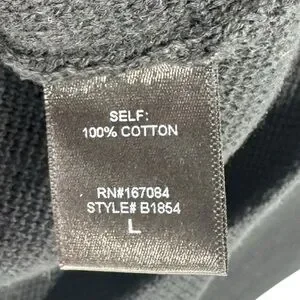 SELF:
100% COTTON
RN#167084
STYLE# B1854
L